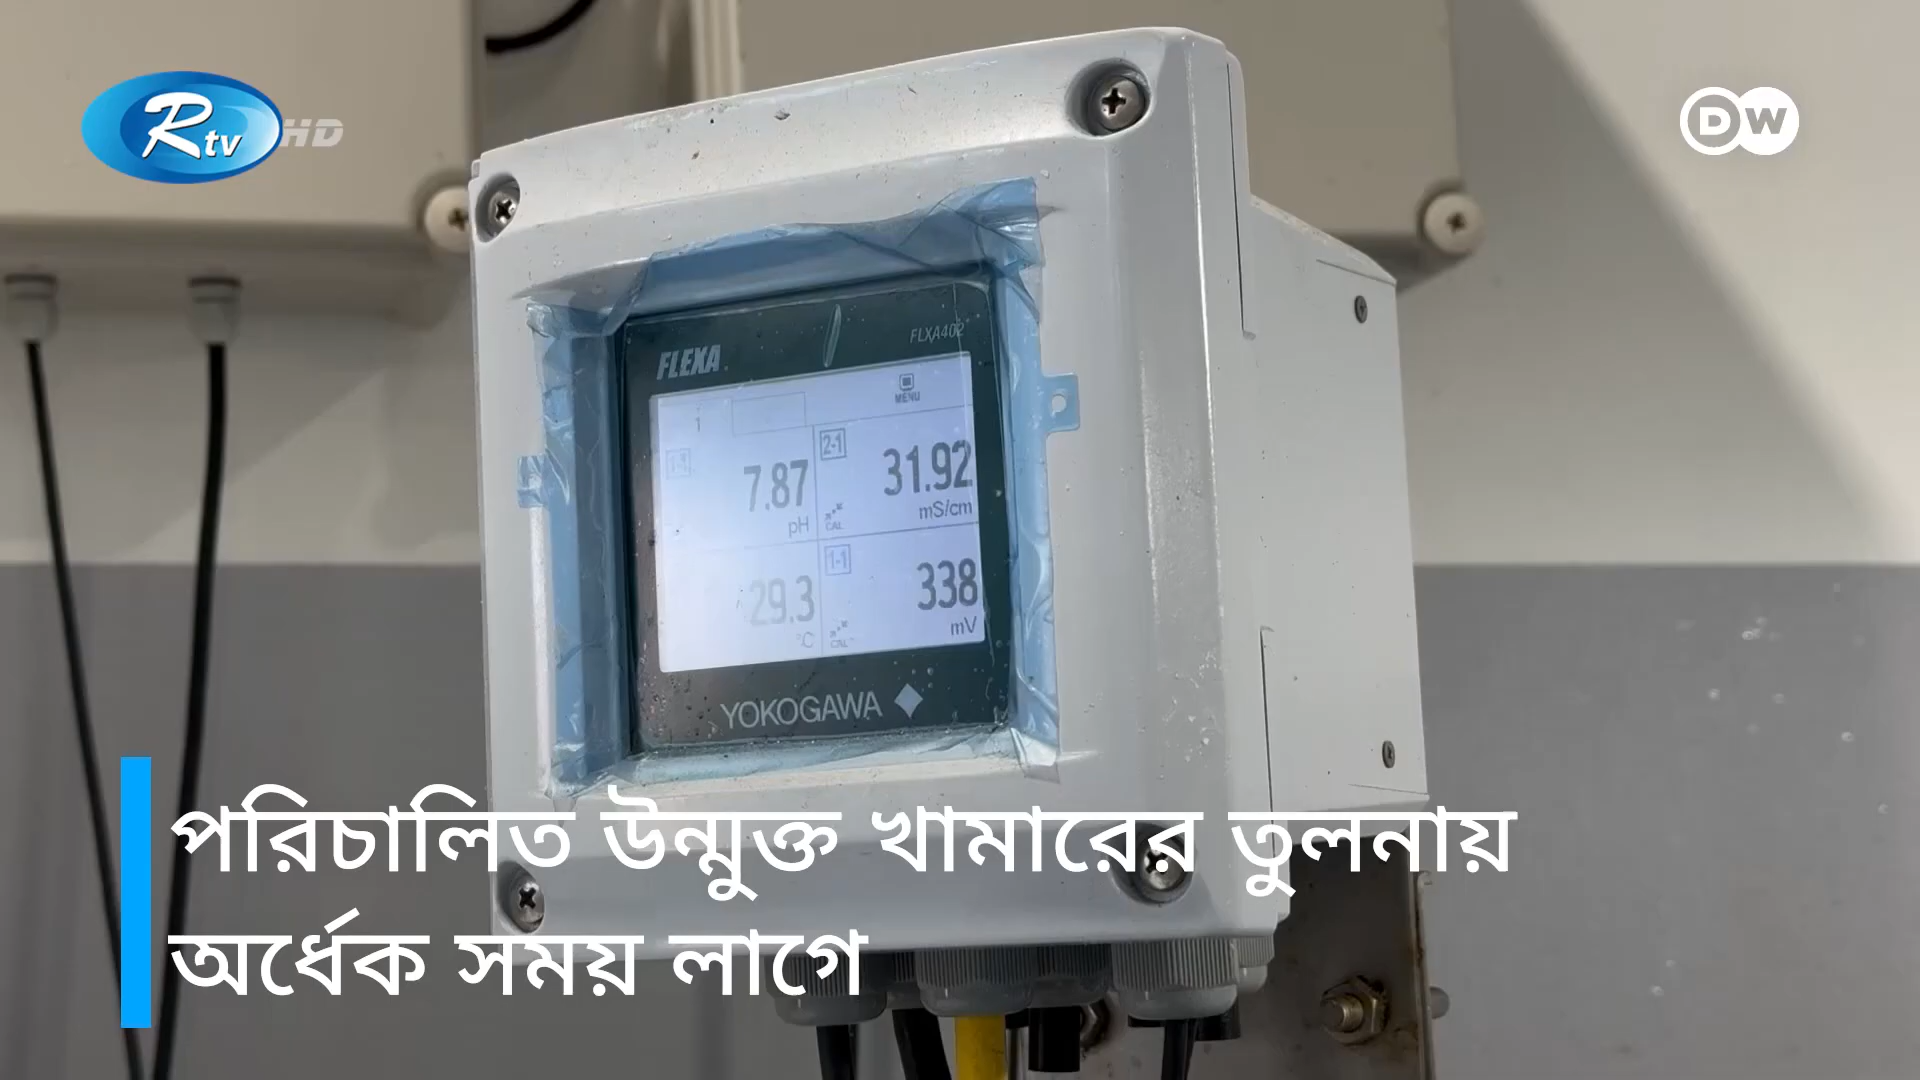 Rtv HD
DW
FLEXA
FLXA402
MENU
1
7.87
pH
2-1
31.92
mS/cm
CAL
29.3
°C
1-1
338
mV
CAL
YOKOGAWA
পরিচালিত উন্মুক্ত খামারের তুলনায়
অর্ধেক সময় লাগে